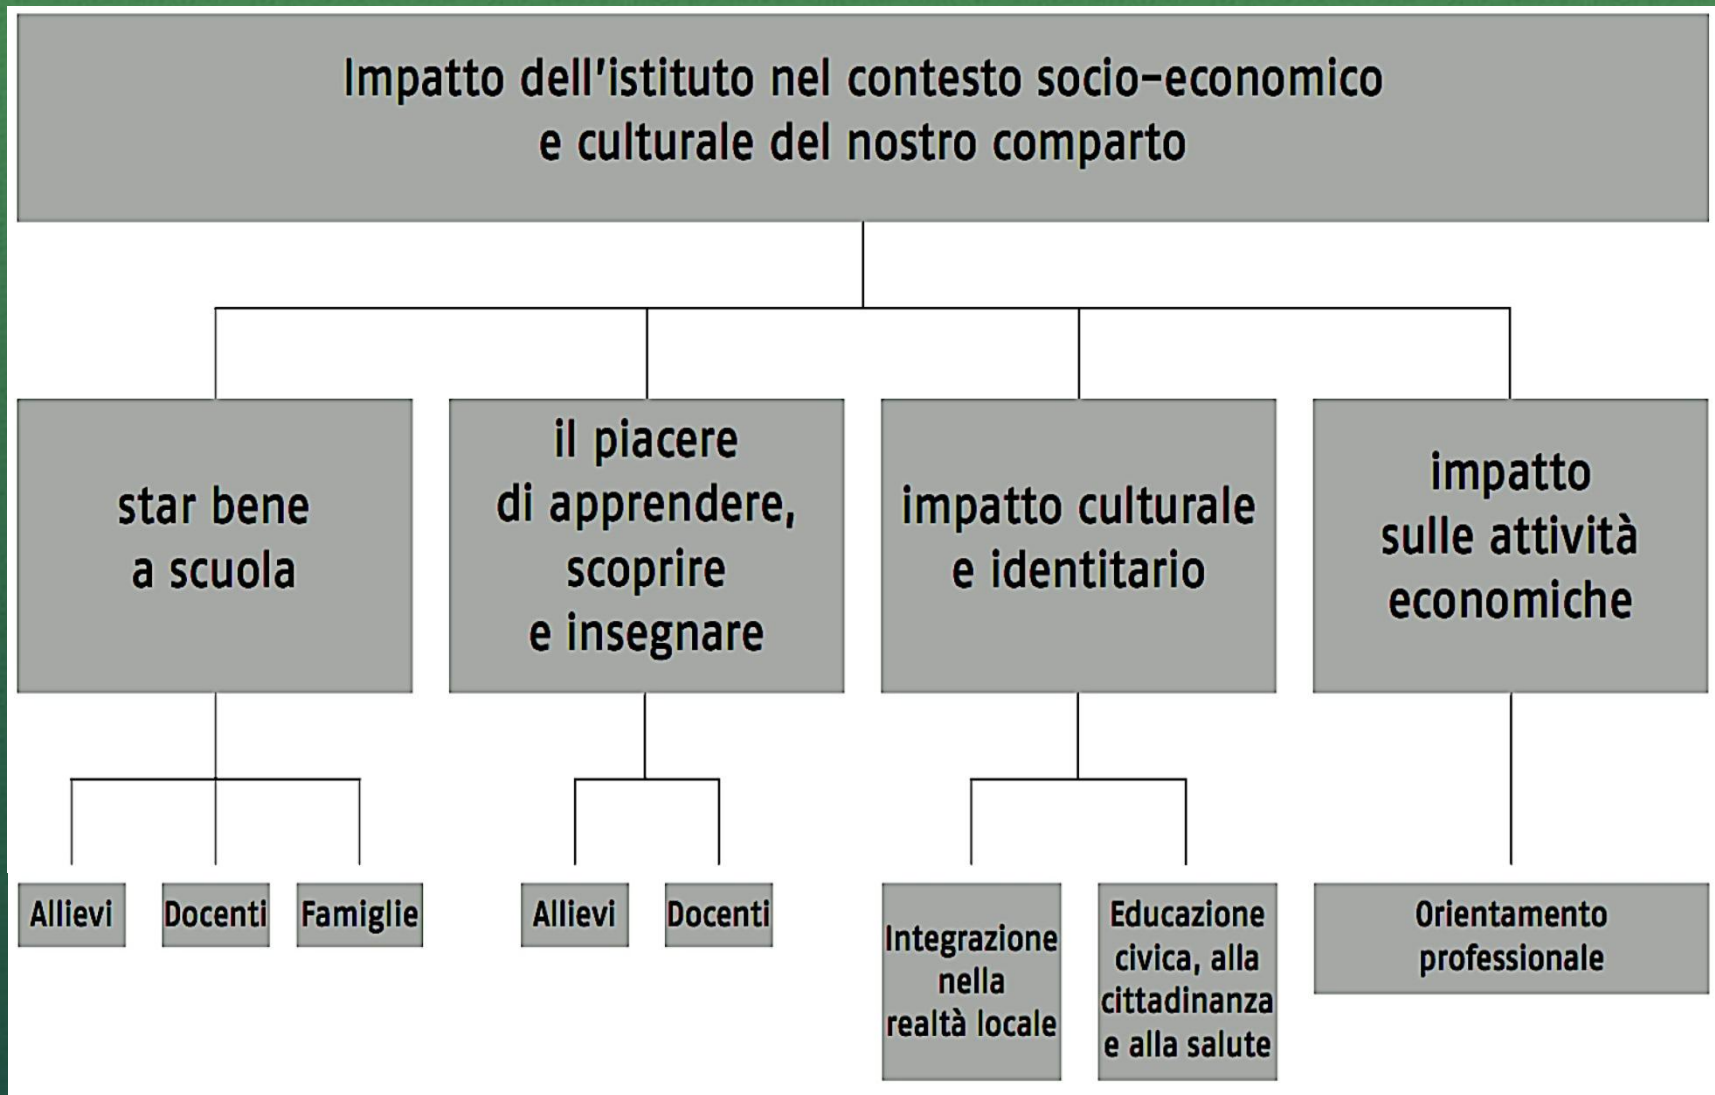 Impatto dell'istituto nel contesto socio-economico
e culturale del nostro comparto
star bene
a scuola
il piacere
di apprendere,
scoprire
e insegnare
impatto culturale
e identitario
impatto
sulle attività
economiche
Allievi
Docenti
Famiglie
Allievi
Docenti
Integrazione
nella
realtà locale
Educazione
civica, alla
cittadinanza
e alla salute
Orientamento
professionale